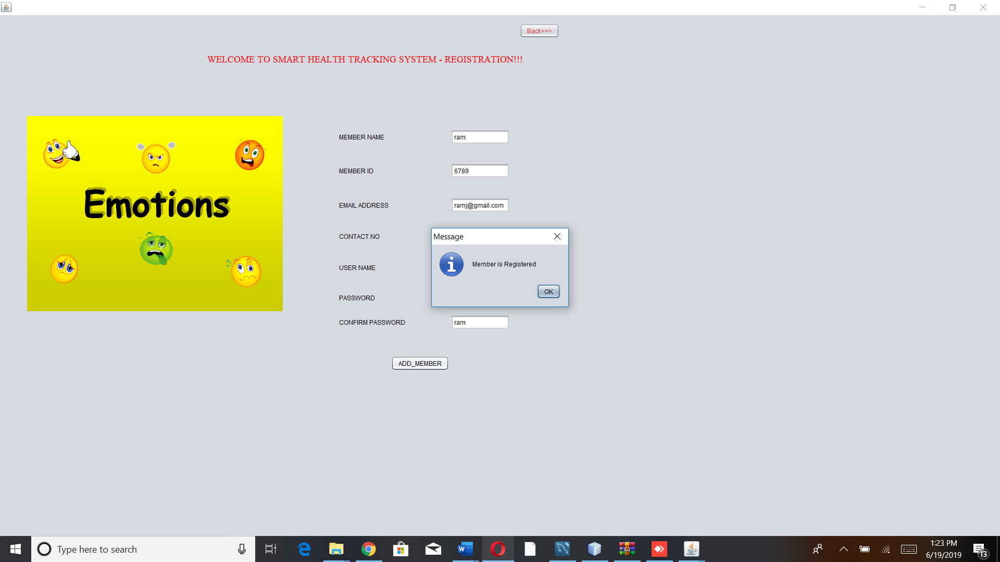 Back>>>
WELCOME TO SMART HEALTH TRACKING SYSTEM - REGISTRATION!!!
Emotions
MEMBER NAME ram
MEMBER ID 6789
EMAIL ADDRESS ramj@gmail.com
CONTACT NO
Message
Member is Registered
USER NAME
OK
PASSWORD
CONFIRM PASSWORD ram
ADD_MEMBER
Type here to search
1:23 PM
6/19/2019
13